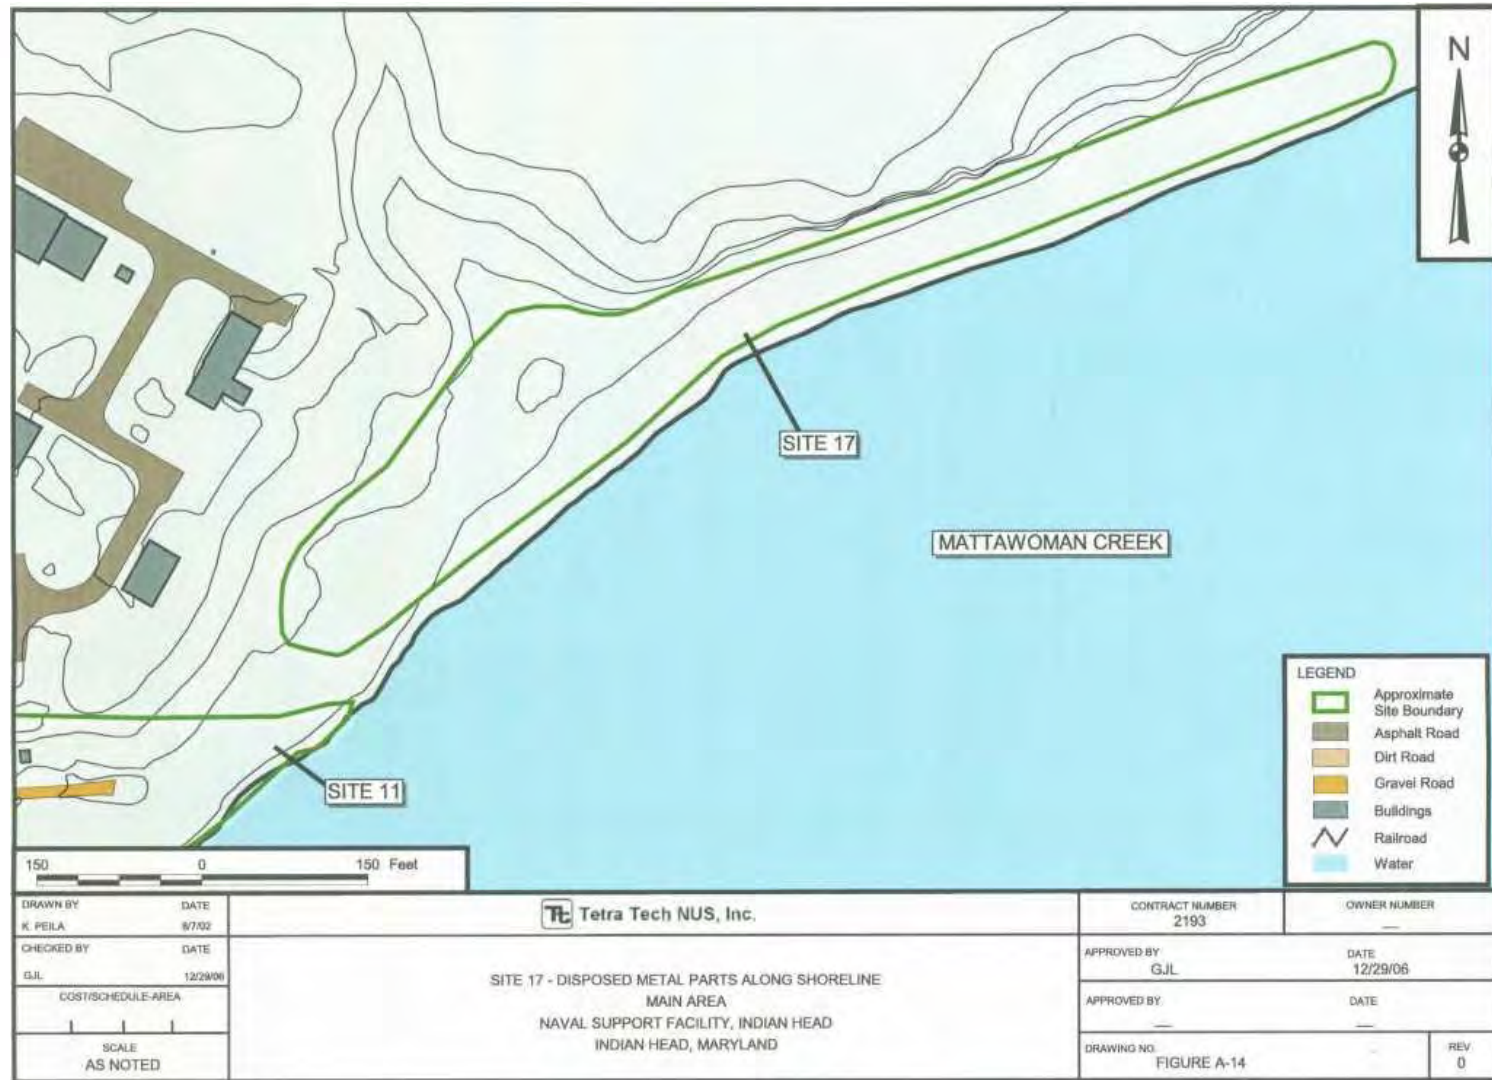 N
SITE 17
MATTAWOMAN CREEK
SITE 11
LEGEND
Approximate
Site Boundary
Asphalt Road
Dirt Road
Gravel Road
Buildings
Railroad
Water
150 0 150 Feet
DRAWN BY DATE
K. PEILA 8/7/02
CHECKED BY DATE
GJL 12/29/06
COST/SCHEDULE-AREA
SCALE
AS NOTED
Tetra Tech NUS, Inc.
SITE 17 - DISPOSED METAL PARTS ALONG SHORELINE
MAIN AREA
NAVAL SUPPORT FACILITY, INDIAN HEAD
INDIAN HEAD, MARYLAND
CONTRACT NUMBER
2193
OWNER NUMBER
—
APPROVED BY DATE
GJL 12/29/06
APPROVED BY DATE
— —
DRAWING NO.
FIGURE A-14
REV
0